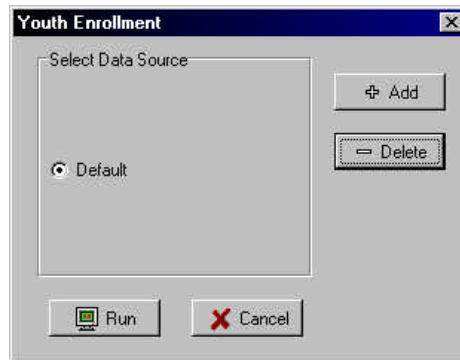 Youth Enrollment
Select Data Source
Add
Default
Delete
Run
Cancel